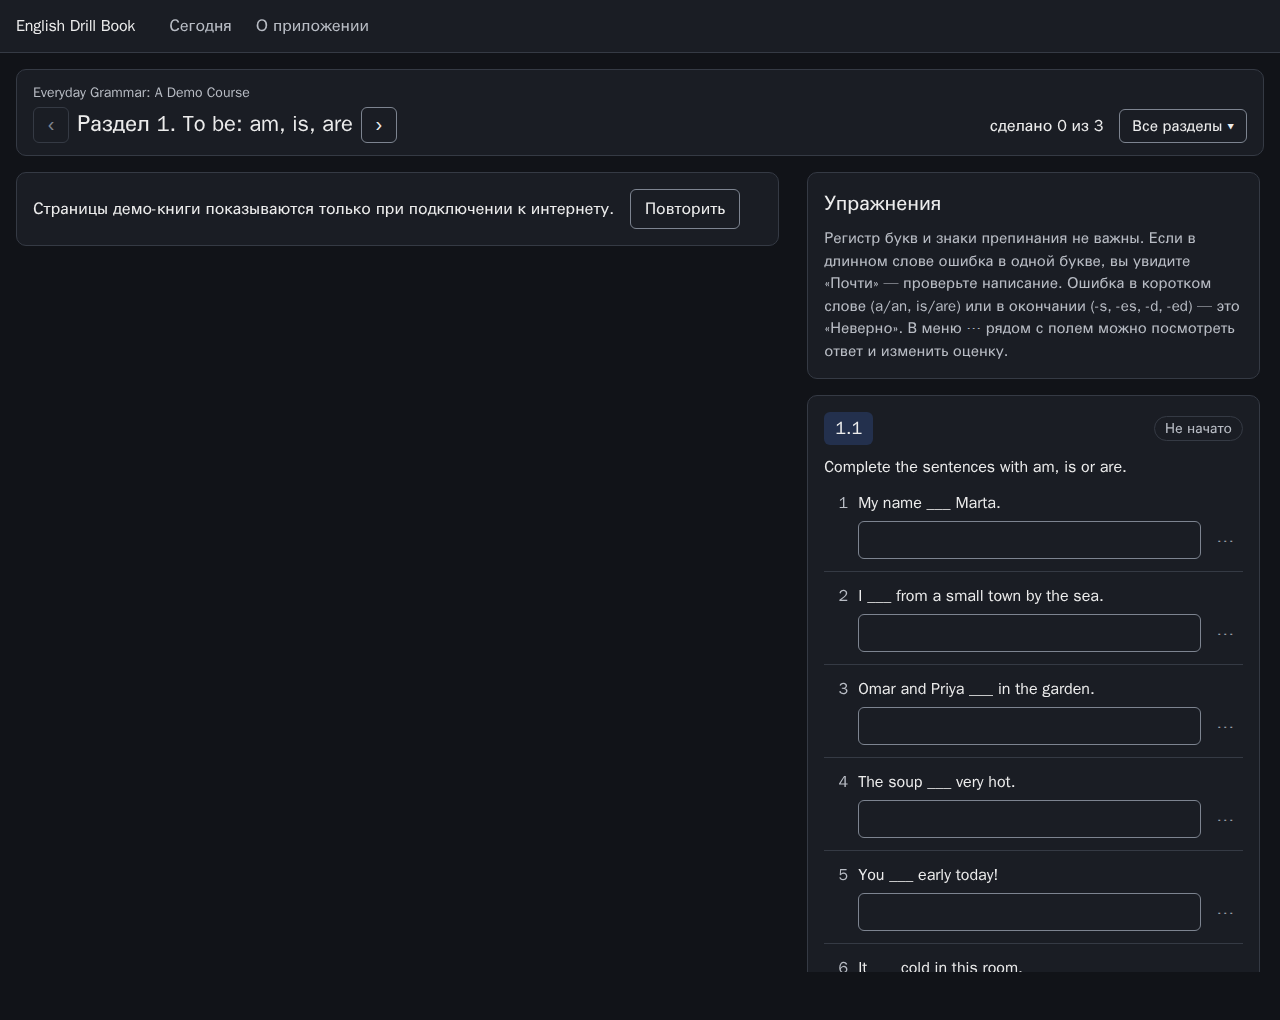 English Drill Book Сегодня О приложении
Everyday Grammar: A Demo Course
‹ Раздел 1. To be: am, is, are ›
сделано 0 из 3 Все разделы ▾
Страницы демо-книги показываются только при подключении к интернету. Повторить
Упражнения
Регистр букв и знаки препинания не важны. Если в
длинном слове ошибка в одной букве, вы увидите
«Почти» — проверьте написание. Ошибка в коротком
слове (a/an, is/are) или в окончании (-s, -es, -d, -ed) — это
«Неверно». В меню ··· рядом с полем можно посмотреть
ответ и изменить оценку.
1.1 Не начато
Complete the sentences with am, is or are.
1 My name ___ Marta.
···
2 I ___ from a small town by the sea.
···
3 Omar and Priya ___ in the garden.
···
4 The soup ___ very hot.
···
5 You ___ early today!
···
6 It ___ cold in this room.